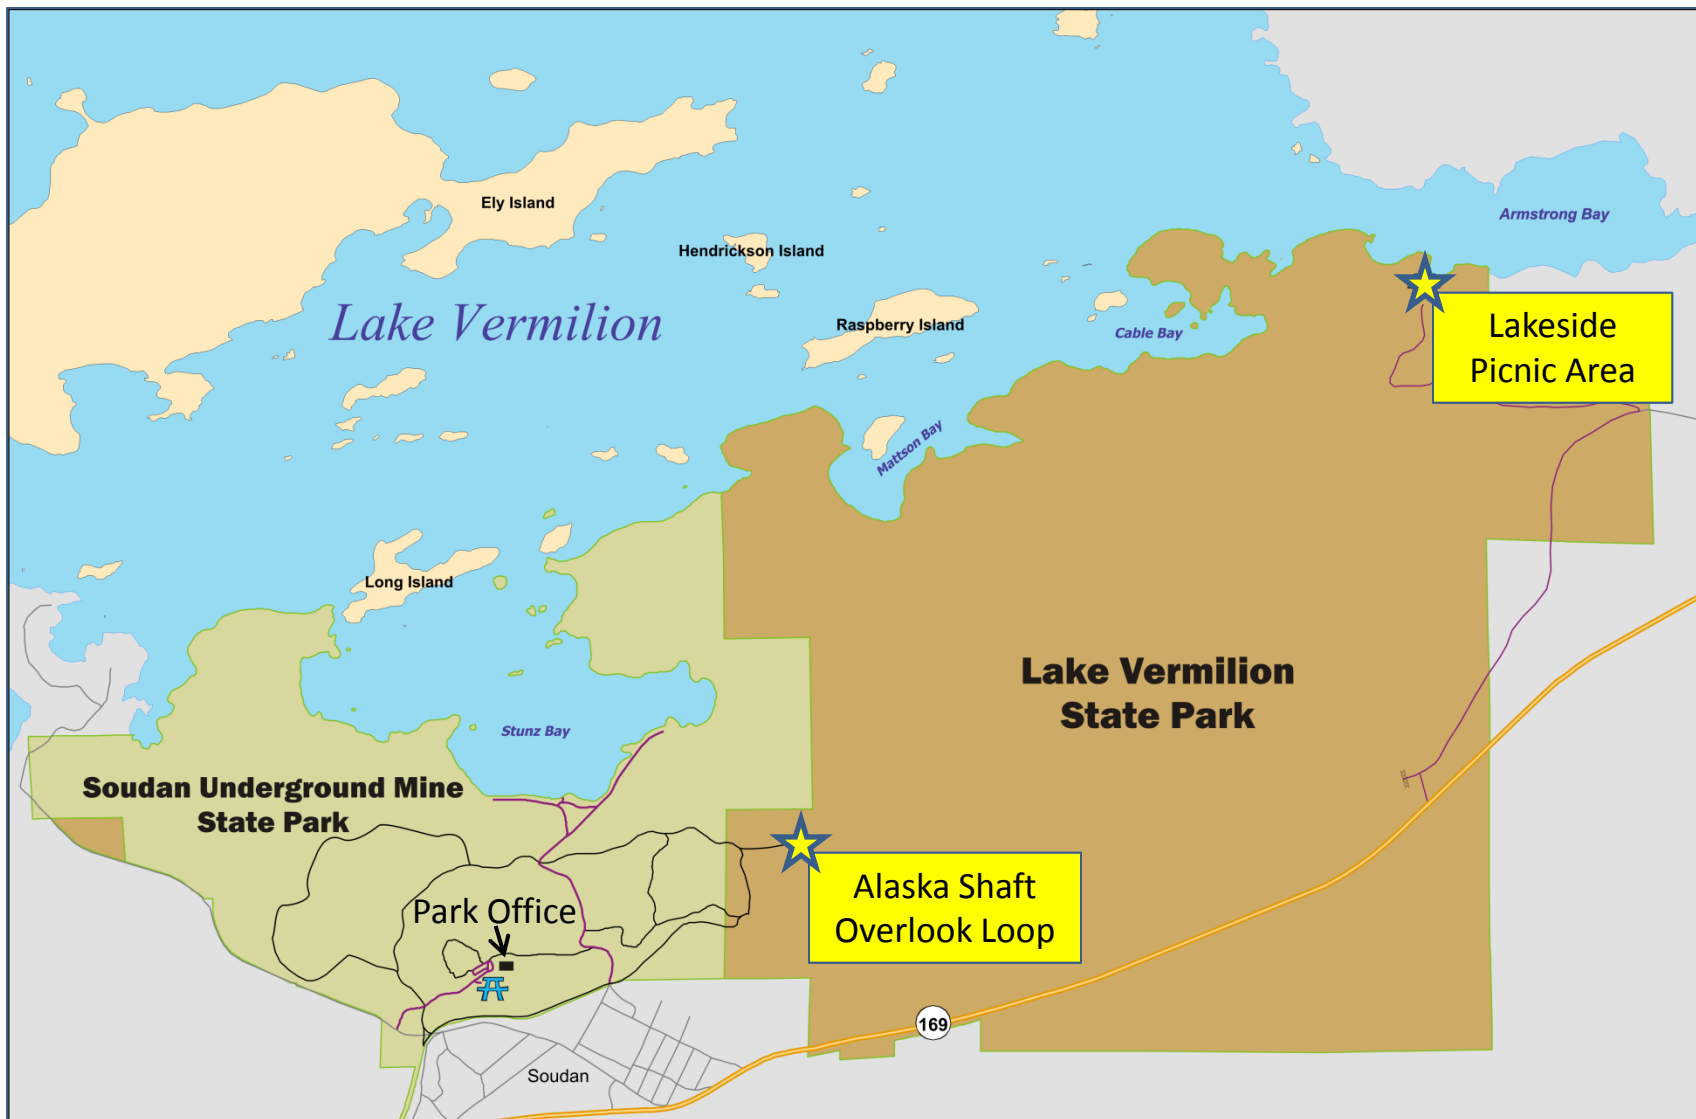 Ely Island
Armstrong Bay
Hendrickson Island
Lake Vermilion
Raspberry Island
Cable Bay
Lakeside
Picnic Area
Mattson Bay
Long Island
Lake Vermilion
State Park
Stunz Bay
Soudan Underground Mine
State Park
Alaska Shaft
Overlook Loop
Park Office
169
Soudan